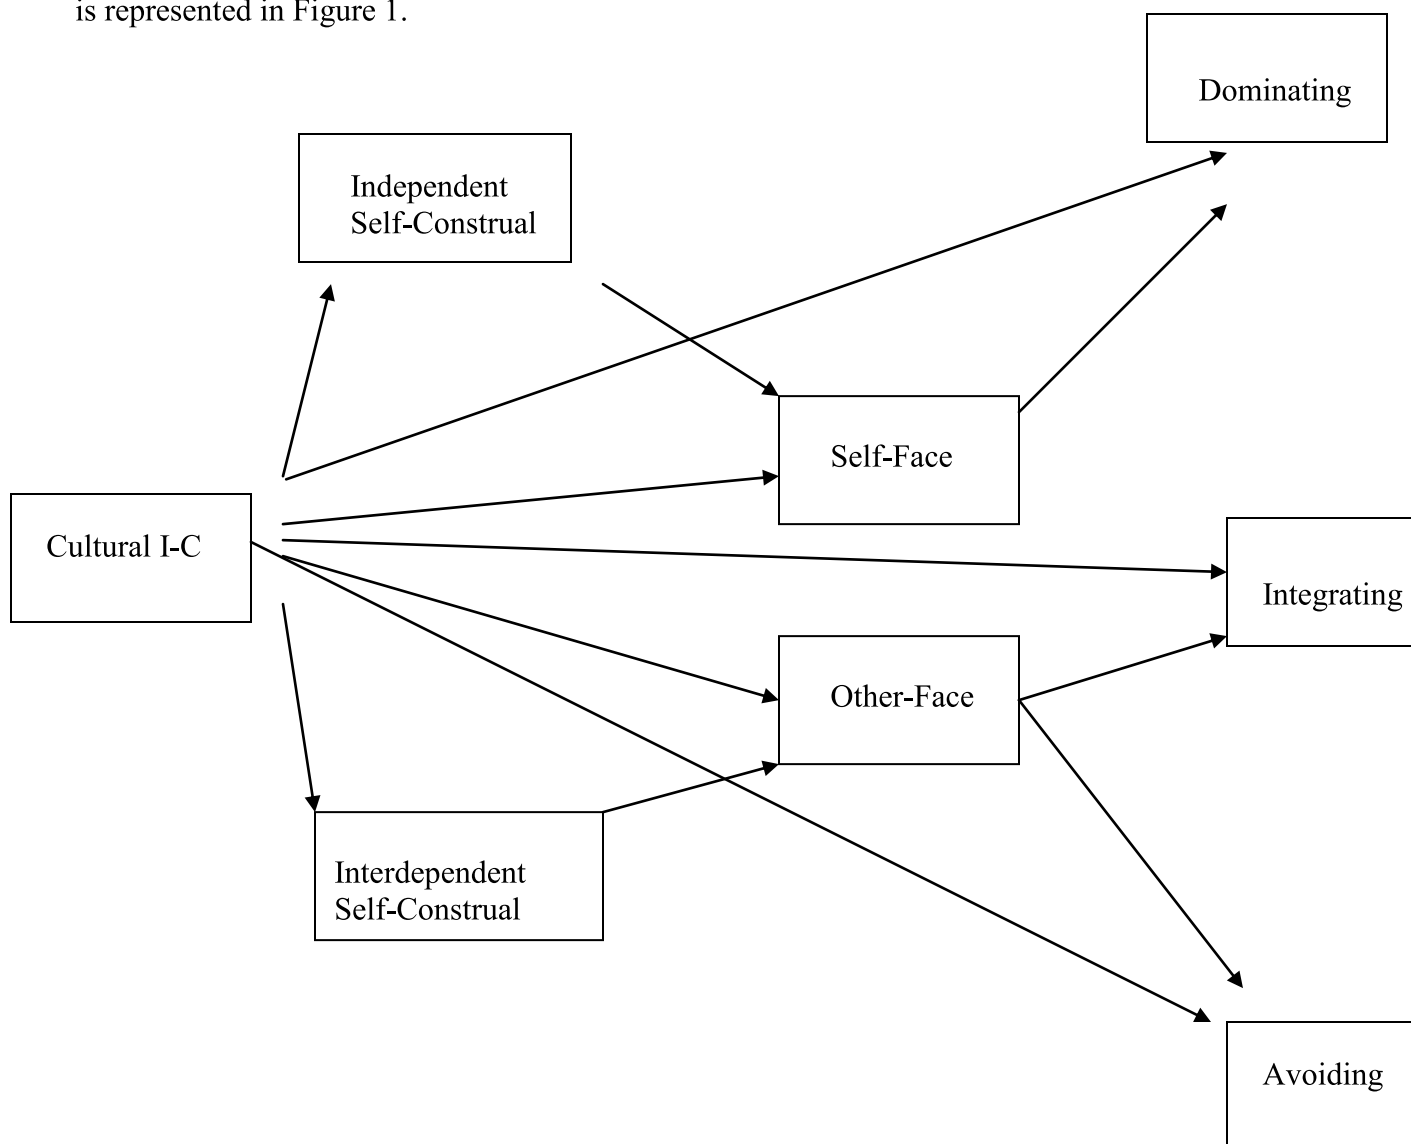 is represented in Figure 1.
Dominating
Independent
Self-Construal
Self-Face
Cultural I-C
Integrating
Other-Face
Interdependent
Self-Construal
Avoiding